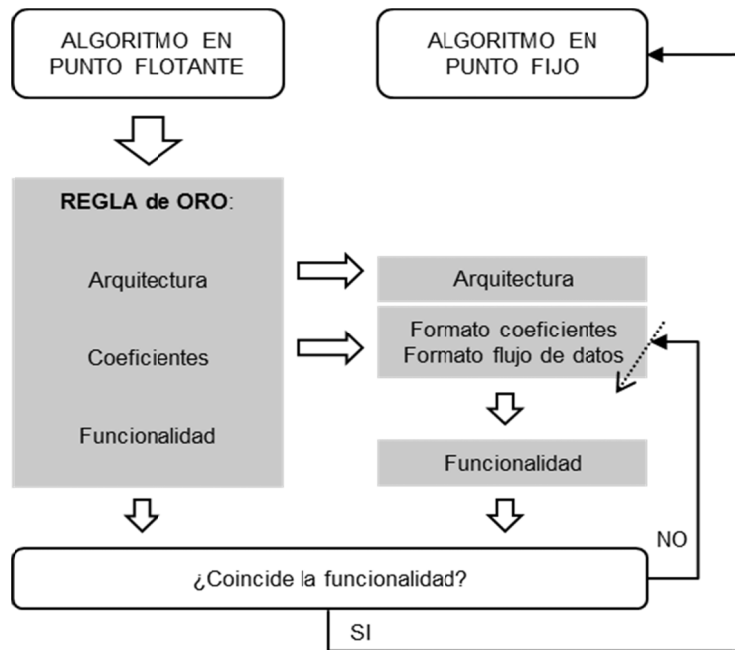 ALGORITMO EN
PUNTO FLOTANTE
ALGORITMO EN
PUNTO FIJO
REGLA de ORO:
Arquitectura
Coeficientes
Funcionalidad
Arquitectura
Formato coeficientes
Formato flujo de datos
Funcionalidad
NO
¿Coincide la funcionalidad?
SI